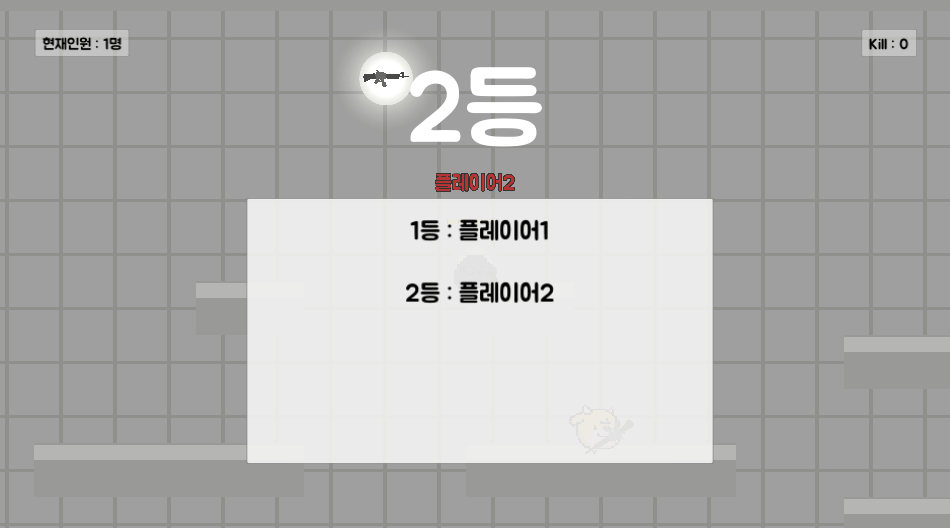 현재인원 : 1명
Kill : 0
2등
플레이어2
1등 : 플레이어1
2등 : 플레이어2